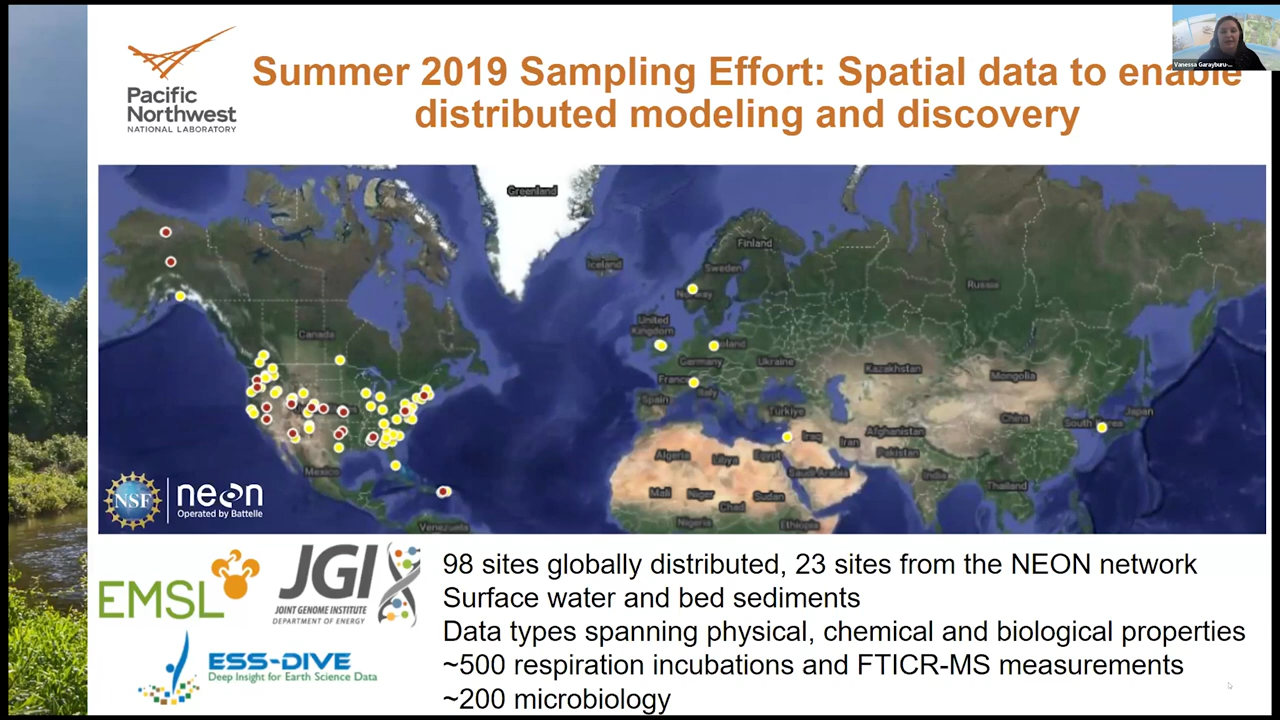 Vanessa Garayburu-...
Pacific
Northwest
NATIONAL LABORATORY
Summer 2019 Sampling Effort: Spatial data to enable
distributed modeling and discovery
Greenland
Finland
Iceland
Sweden
Norway
Russia
United
Kingdom
Canada
Germany
Ukraine
Kazakhstan
Mongolia
France
Italy
Spain
Türkiye
China
South Korea
Japan
Iraq
Iran
Afghanistan
Pakistan
Algeria
Libya
Egypt
Saudi Arabia
India
Mexico
Mali
Niger
Sudan
Chad
Thailand
Nigeria
Ethiopia
Venezuela
NSF
neon
Operated by Battelle
EMSL
JGI
JOINT GENOME INSTITUTE
DEPARTMENT OF ENERGY
ESS-DIVE
Deep Insight for Earth Science Data
98 sites globally distributed, 23 sites from the NEON network
Surface water and bed sediments
Data types spanning physical, chemical and biological properties
~500 respiration incubations and FTICR-MS measurements
~200 microbiology